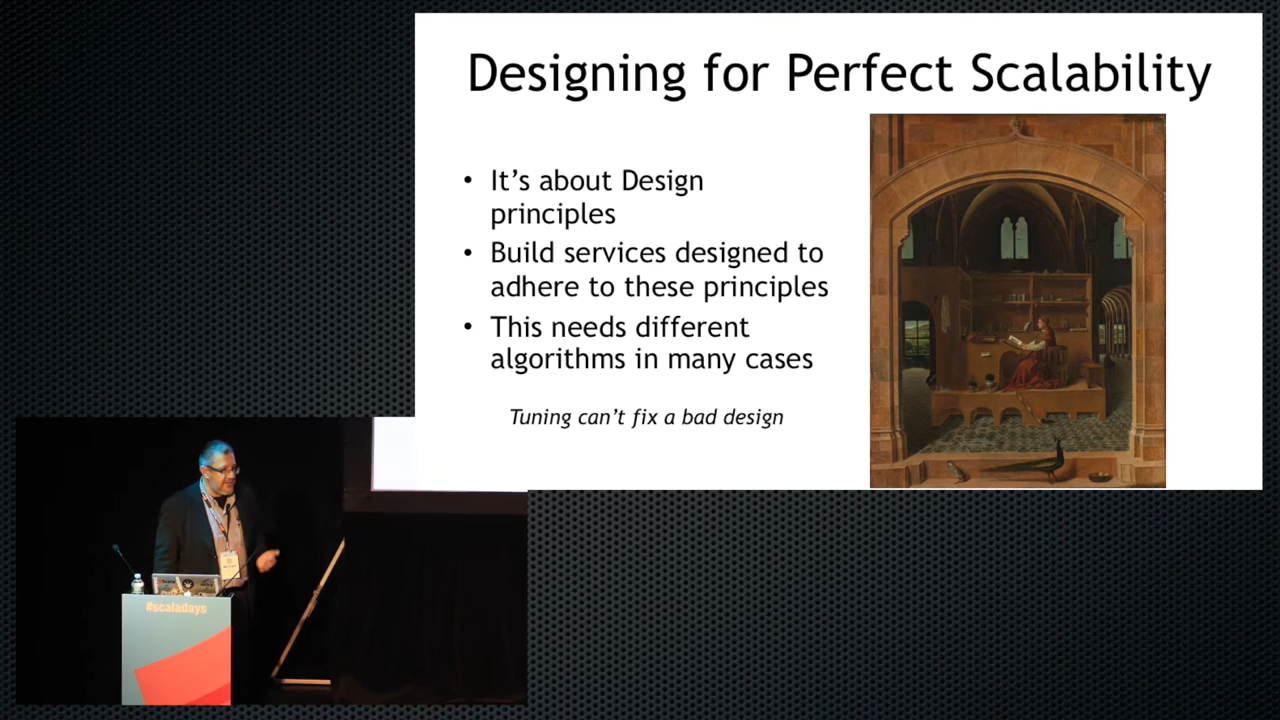 Designing for Perfect Scalability
• It’s about Design
principles
• Build services designed to
adhere to these principles
• This needs different
algorithms in many cases
Tuning can’t fix a bad design
#scaladays